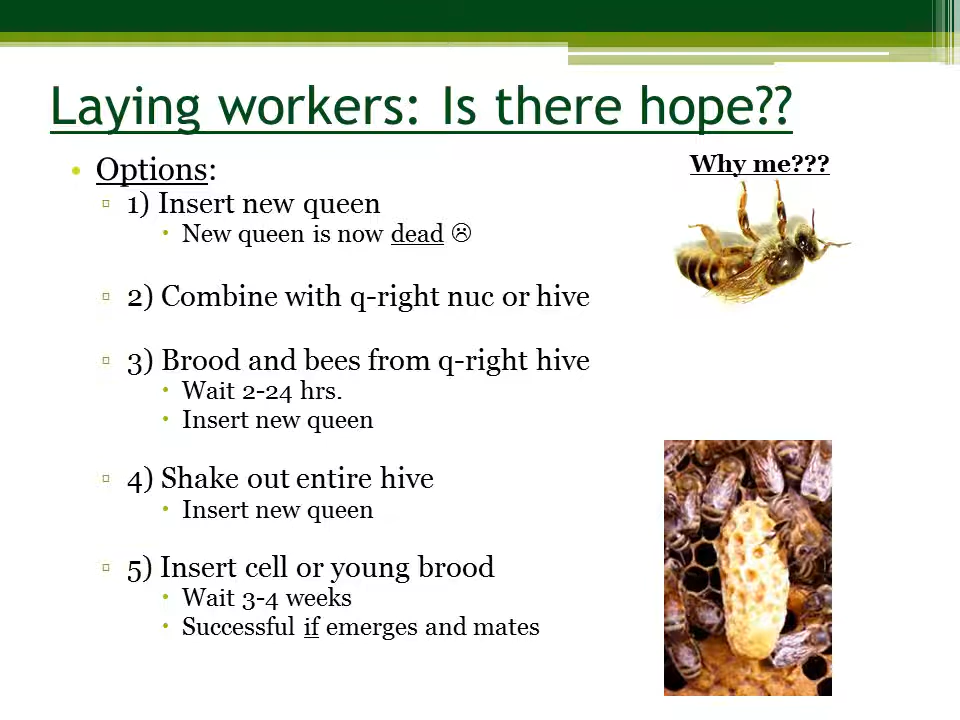 Laying workers: Is there hope??
• Options:
▫ 1) Insert new queen
• New queen is now dead ☹
▫ 2) Combine with q-right nuc or hive
▫ 3) Brood and bees from q-right hive
• Wait 2-24 hrs.
• Insert new queen
▫ 4) Shake out entire hive
• Insert new queen
▫ 5) Insert cell or young brood
• Wait 3-4 weeks
• Successful if emerges and mates
Why me???